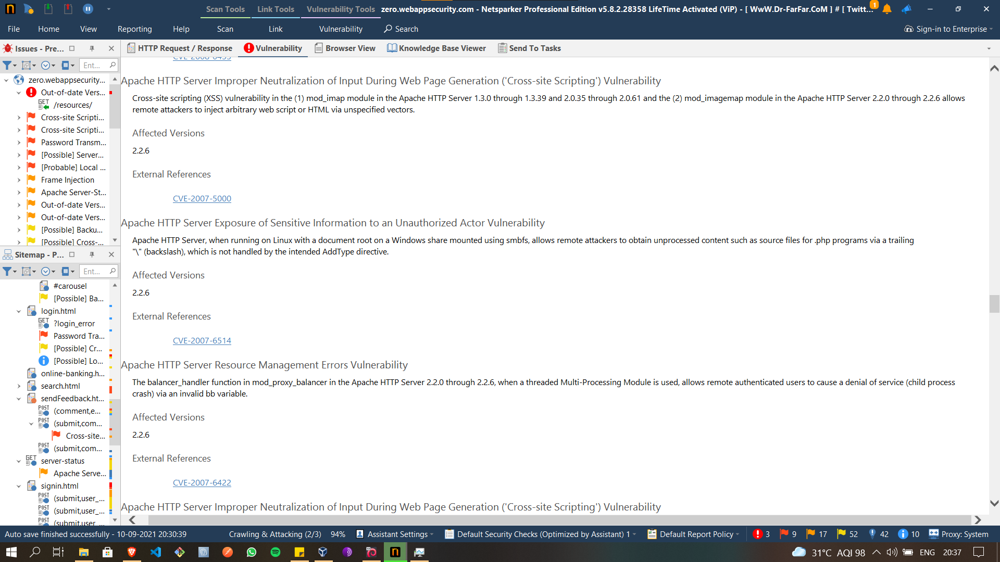 Scan Tools
Link Tools
Vulnerability Tools
zero.webappsecurity.com - Netsparker Professional Edition v5.8.2.28358 LifeTime Activated (ViP) - [ WwW.Dr-FarFar.CoM ] # [ Twitt...
1
File
Home
View
Reporting
Help
Scan
Link
Vulnerability
Search
Sign-in to Enterprise
Issues - Pre...
HTTP Request / Response
Vulnerability
Browser View
Knowledge Base Viewer
Send To Tasks
Ent...
zero.webappsecurity...
Out-of-date Vers...
GET
/resources/
Cross-site Scripti...
Cross-site Scripti...
Password Transm...
[Possible] Server...
[Probable] Local ...
Frame Injection
Apache Server-St...
Out-of-date Vers...
Out-of-date Vers...
[Possible] Backu...
[Possible] Cross-...
Sitemap - P...
Ent...
#carousel
[Possible] Ba...
login.html
GET
?login_error
Password Tra...
[Possible] Cr...
[Possible] Lo...
online-banking.h...
search.html
sendFeedback.ht...
POST
(comment,e...
POST
(submit,com...
Cross-site...
POST
(submit,com...
GET
server-status
Apache Serve...
signin.html
POST
(submit,user_...
POST
(submit,user_...
POST
(submit,user_...
CVE-2008-0455
Apache HTTP Server Improper Neutralization of Input During Web Page Generation ('Cross-site Scripting') Vulnerability
Cross-site scripting (XSS) vulnerability in the (1) mod_imap module in the Apache HTTP Server 1.3.0 through 1.3.39 and 2.0.35 through 2.0.61 and the (2) mod_imagemap module in the Apache HTTP Server 2.2.0 through 2.2.6 allows
remote attackers to inject arbitrary web script or HTML via unspecified vectors.
Affected Versions
2.2.6
External References
CVE-2007-5000
Apache HTTP Server Exposure of Sensitive Information to an Unauthorized Actor Vulnerability
Apache HTTP Server, when running on Linux with a document root on a Windows share mounted using smbfs, allows remote attackers to obtain unprocessed content such as source files for .php programs via a trailing
"\" (backslash), which is not handled by the intended AddType directive.
Affected Versions
2.2.6
External References
CVE-2007-6514
Apache HTTP Server Resource Management Errors Vulnerability
The balancer_handler function in mod_proxy_balancer in the Apache HTTP Server 2.2.0 through 2.2.6, when a threaded Multi-Processing Module is used, allows remote authenticated users to cause a denial of service (child process
crash) via an invalid bb variable.
Affected Versions
2.2.6
External References
CVE-2007-6422
Apache HTTP Server Improper Neutralization of Input During Web Page Generation ('Cross-site Scripting') Vulnerability
Auto save finished successfully - 10-09-2021 20:30:39
Crawling & Attacking (2/3)
94%
Assistant Settings
Default Security Checks (Optimized by Assistant) 1
Default Report Policy
3
9
17
52
42
10
Proxy: System
31°C AQI 98
ENG
20:37